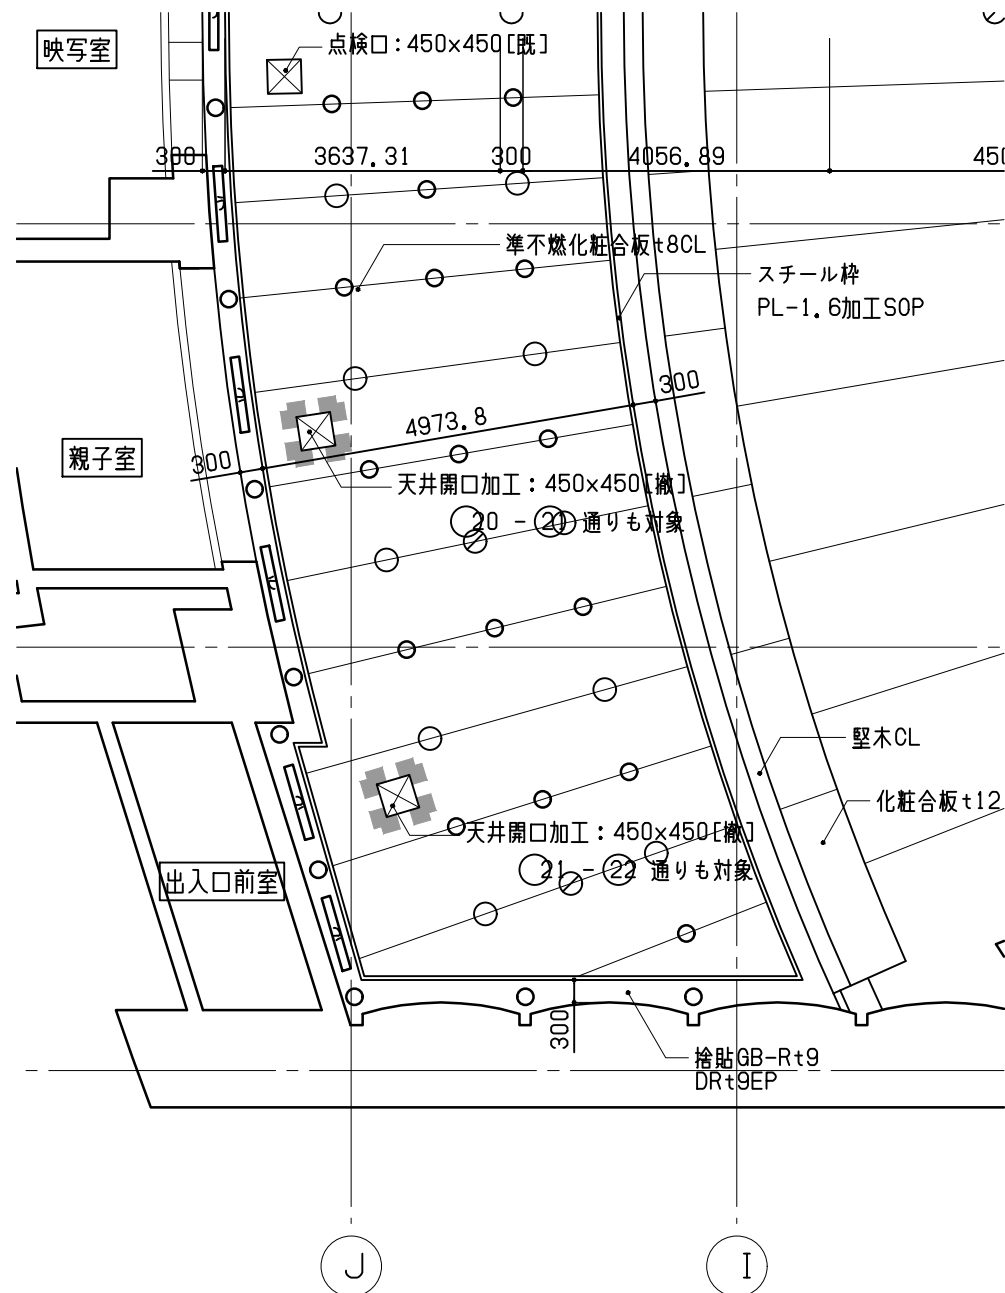 映写室
点検口：450x450[既]
300
3637.31
300
4056.89
450
準不燃化粧合板t8CL
スチール枠
PL-1.6加工SOP
300
4973.8
300
親子室
天井開口加工：450x450[撤]
20 - 21 通りも対象
堅木CL
化粧合板t12
天井開口加工：450x450[撤]
21 - 22 通りも対象
出入口前室
300
捨貼GB-Rt9
DRt9EP
J
I